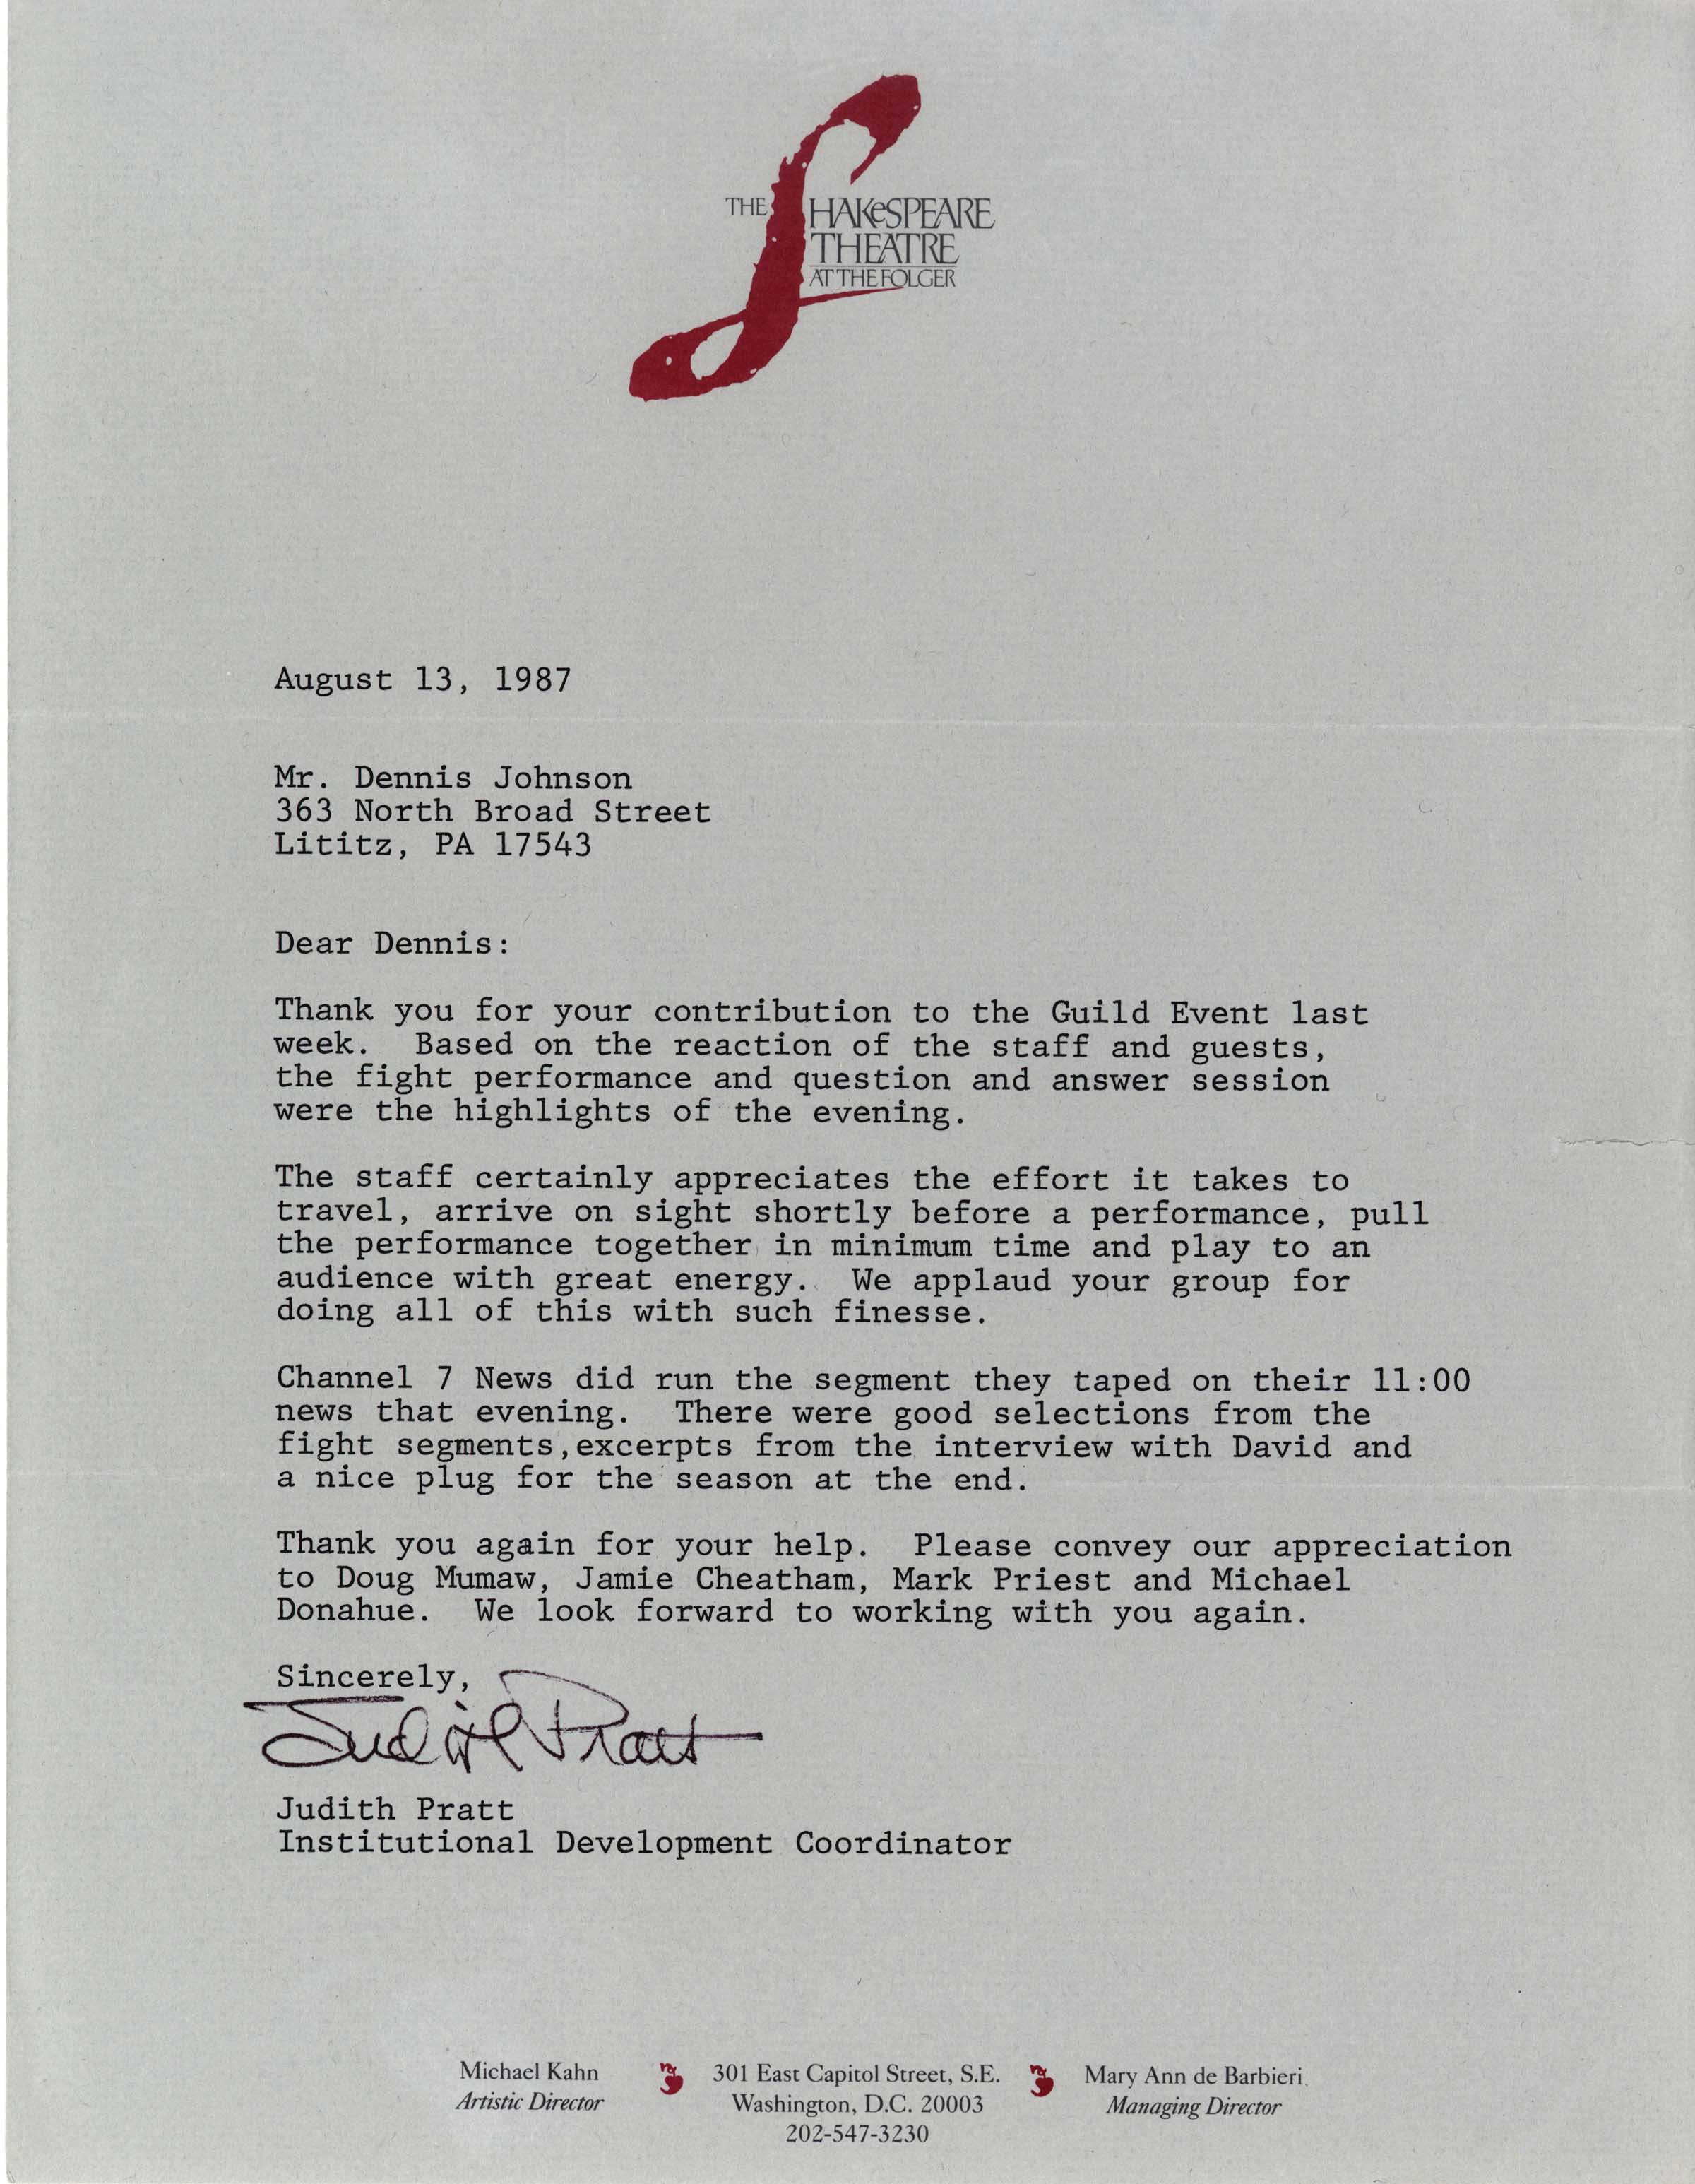 THE SHAKeSPEARE
THEATRE
AT THE FOLGER
August 13, 1987
Mr. Dennis Johnson
363 North Broad Street
Lititz, PA 17543
Dear Dennis:
Thank you for your contribution to the Guild Event last
week.  Based on the reaction of the staff and guests,
the fight performance and question and answer session
were the highlights of the evening.
The staff certainly appreciates the effort it takes to
travel, arrive on sight shortly before a performance, pull
the performance together in minimum time and play to an
audience with great energy.  We applaud your group for
doing all of this with such finesse.
Channel 7 News did run the segment they taped on their 11:00
news that evening.  There were good selections from the
fight segments,excerpts from the interview with David and
a nice plug for the season at the end.
Thank you again for your help.  Please convey our appreciation
to Doug Mumaw, Jamie Cheatham, Mark Priest and Michael
Donahue.  We look forward to working with you again.
Sincerely,
Judith Pratt
Judith Pratt
Institutional Development Coordinator
Michael Kahn
Artistic Director
301 East Capitol Street, S.E.
Washington, D.C. 20003
202-547-3230
Mary Ann de Barbieri
Managing Director